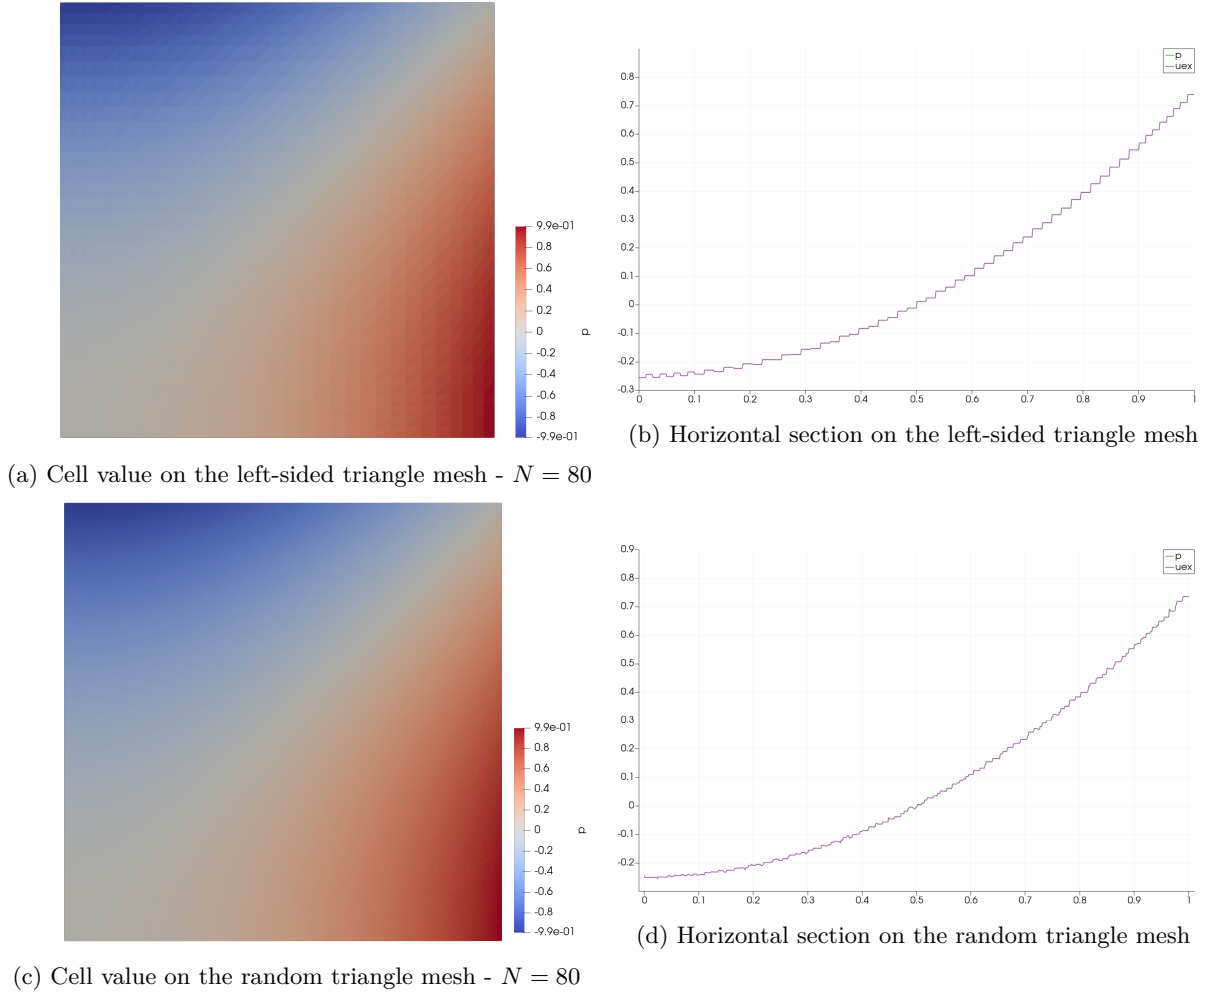 9.9e-01
0.8
0.6
0.4
0.2
0
-0.2
-0.4
-0.6
-0.8
-9.9e-01
p
(a) Cell value on the left-sided triangle mesh - N = 80
p
uex
0.8
0.7
0.6
0.5
0.4
0.3
0.2
0.1
0
-0.1
-0.2
-0.3
0 0.1 0.2 0.3 0.4 0.5 0.6 0.7 0.8 0.9 1
(b) Horizontal section on the left-sided triangle mesh
9.9e-01
0.8
0.6
0.4
0.2
0
-0.2
-0.4
-0.6
-0.8
-9.9e-01
p
(c) Cell value on the random triangle mesh - N = 80
p
uex
0.9
0.8
0.7
0.6
0.5
0.4
0.3
0.2
0.1
0
-0.1
-0.2
0 0.1 0.2 0.3 0.4 0.5 0.6 0.7 0.8 0.9 1
(d) Horizontal section on the random triangle mesh